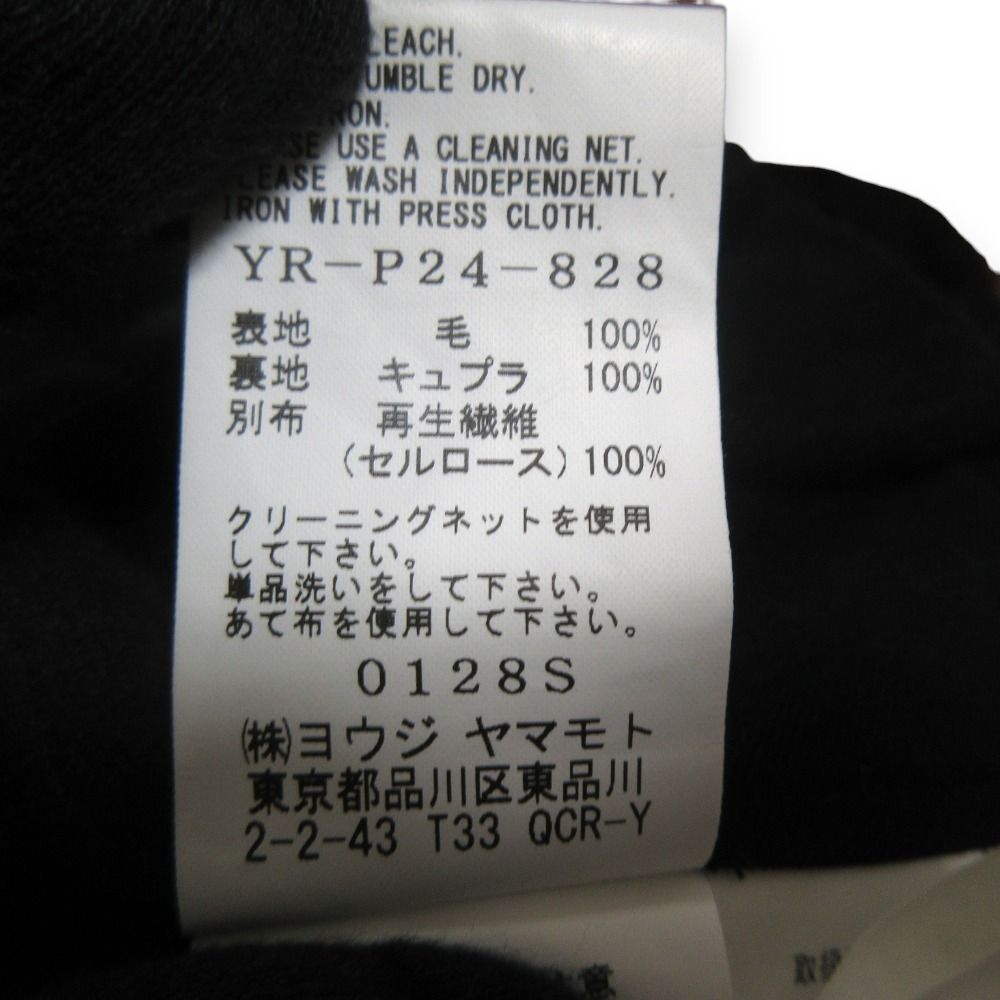 LEACH.
UMBLE DRY.
RON.
SE USE A CLEANING NET.
LEASE WASH INDEPENDENTLY.
IRON WITH PRESS CLOTH.
YR-P24-828
表地 毛 100%
裏地 キュプラ 100%
別布 再生繊維
(セルロース)100%
クリーニングネットを使用
して下さい。
単品洗いをして下さい。
あて布を使用して下さい。
0128S
㈱ヨウジ ヤマモト
東京都品川区東品川
2-2-43 T33 QCR-Y
意
取扱